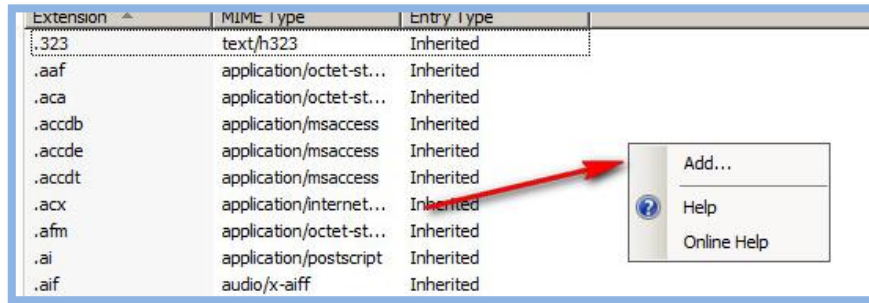 Extension MIME Type Entry Type
.323 text/h323 Inherited
.aaf application/octet-st... Inherited
.aca application/octet-st... Inherited
.accdb application/msaccess Inherited
.accde application/msaccess Inherited
.accdt application/msaccess Inherited
.acx application/internet... Inherited
.afm application/octet-st... Inherited
.ai application/postscript Inherited
.aif audio/x-aiff Inherited
Add...
Help
Online Help